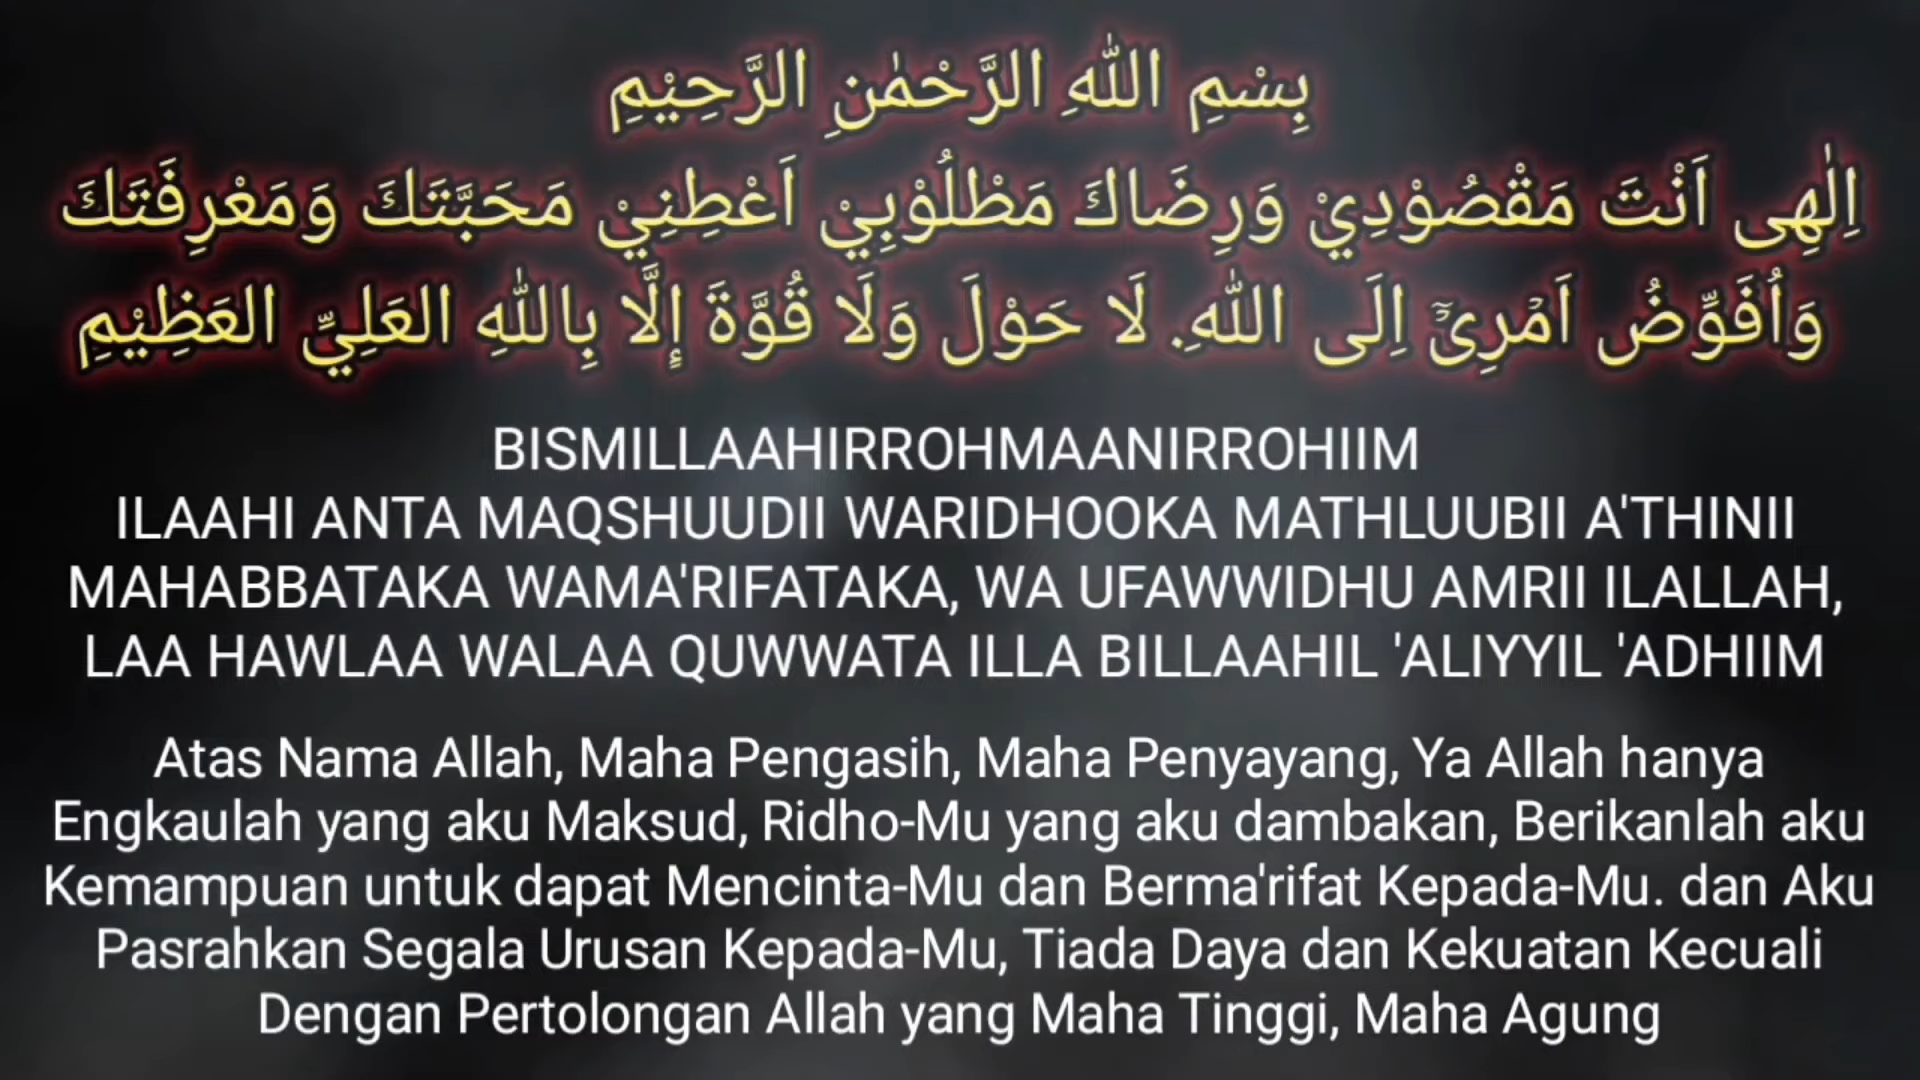 بِسْمِ اللّٰهِ الرَّحْمٰنِ الرَّحِيْمِ
اِلٰهِى اَنْتَ مَقْصُوْدِيْ وَرِضَاكَ مَطْلُوْبِيْ اَعْطِنِيْ مَحَبَّتَكَ وَمَعْرِفَتَكَ
وَاُفَوِّضُ اَمْرِىْٓ اِلَى اللّٰهِ. لَا حَوْلَ وَلَا قُوَّةَ إِلَّا بِاللّٰهِ العَلِيِّ العَظِيْمِ
BISMILLAAHIRROHMAANIRROHIIM
ILAAHI ANTA MAQSHUUDII WARIDHOOKA MATHLUUBII A'THINII
MAHABBATAKA WAMA'RIFATAKA, WA UFAWWIDHU AMRII ILALLAH,
LAA HAWLAA WALAA QUWWATA ILLA BILLAAHIL 'ALIYYIL 'ADHIIM
Atas Nama Allah, Maha Pengasih, Maha Penyayang, Ya Allah hanya
Engkaulah yang aku Maksud, Ridho-Mu yang aku dambakan, Berikanlah aku
Kemampuan untuk dapat Mencinta-Mu dan Berma'rifat Kepada-Mu. dan Aku
Pasrahkan Segala Urusan Kepada-Mu, Tiada Daya dan Kekuatan Kecuali
Dengan Pertolongan Allah yang Maha Tinggi, Maha Agung